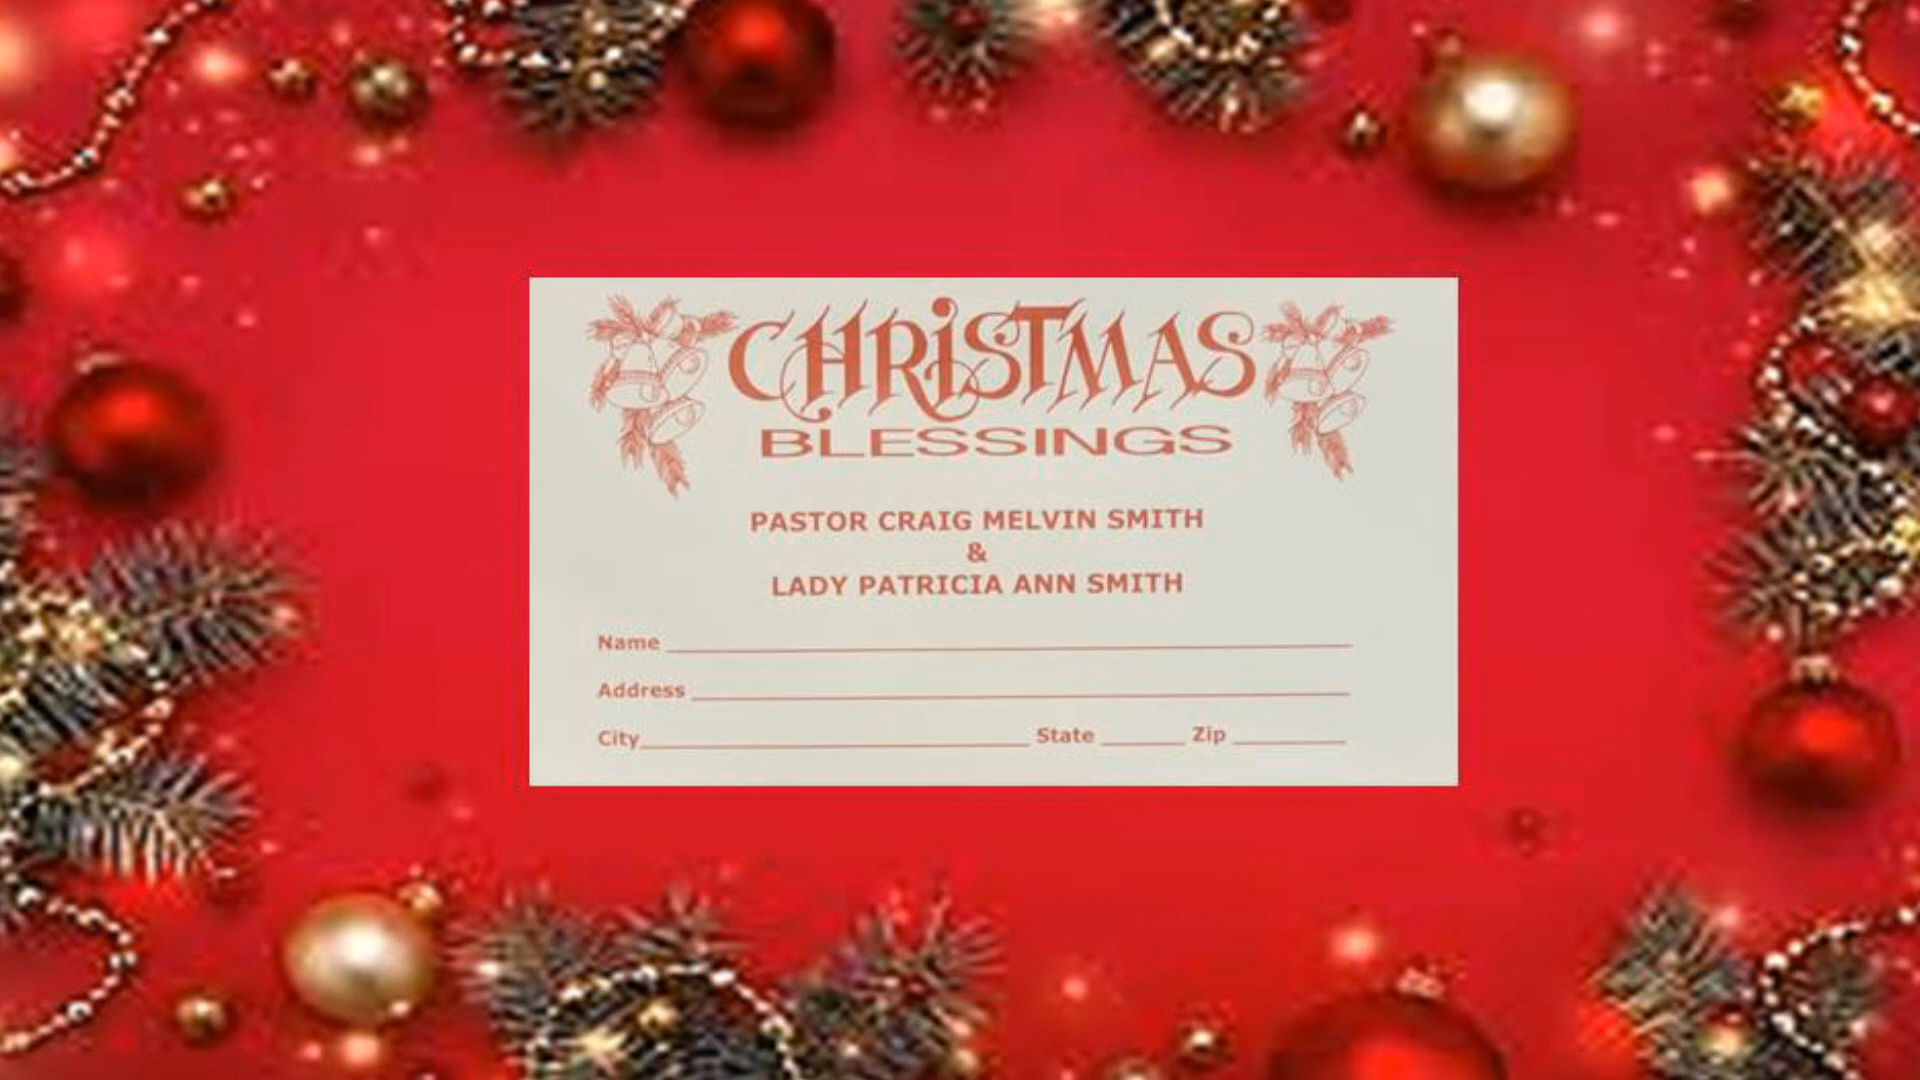 CHRISTMAS
BLESSINGS
PASTOR CRAIG MELVIN SMITH
&
LADY PATRICIA ANN SMITH
Name
Address
City State Zip